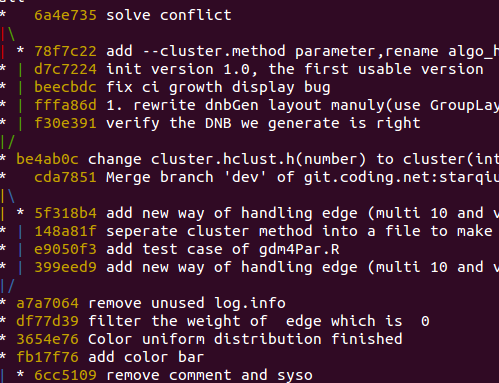 * 6a4e735 solve conflict
|\
| * 78f7c22 add --cluster.method parameter,rename algo_h
* | d7c7224 init version 1.0, the first usable version
* | beecbdc fix ci growth display bug
* | fffa86d 1. rewrite dnbGen layout manuly(use GroupLay
* | f30e391 verify the DNB we generate is right
|/
* be4ab0c change cluster.hclust.h(number) to cluster(int
* cda7851 Merge branch 'dev' of git.coding.net:starqiu
|\
| * 5f318b4 add new way of handling edge (multi 10 and v
* | 148a81f seperate cluster method into a file to make
* | e9050f3 add test case of gdm4Par.R
* | 399eed9 add new way of handling edge (multi 10 and v
|/
* a7a7064 remove unused log.info
* df77d39 filter the weight of  edge which is  0
* 3654e76 Color uniform distribution finished
* fb17f76 add color bar
| * 6cc5109 remove comment and syso